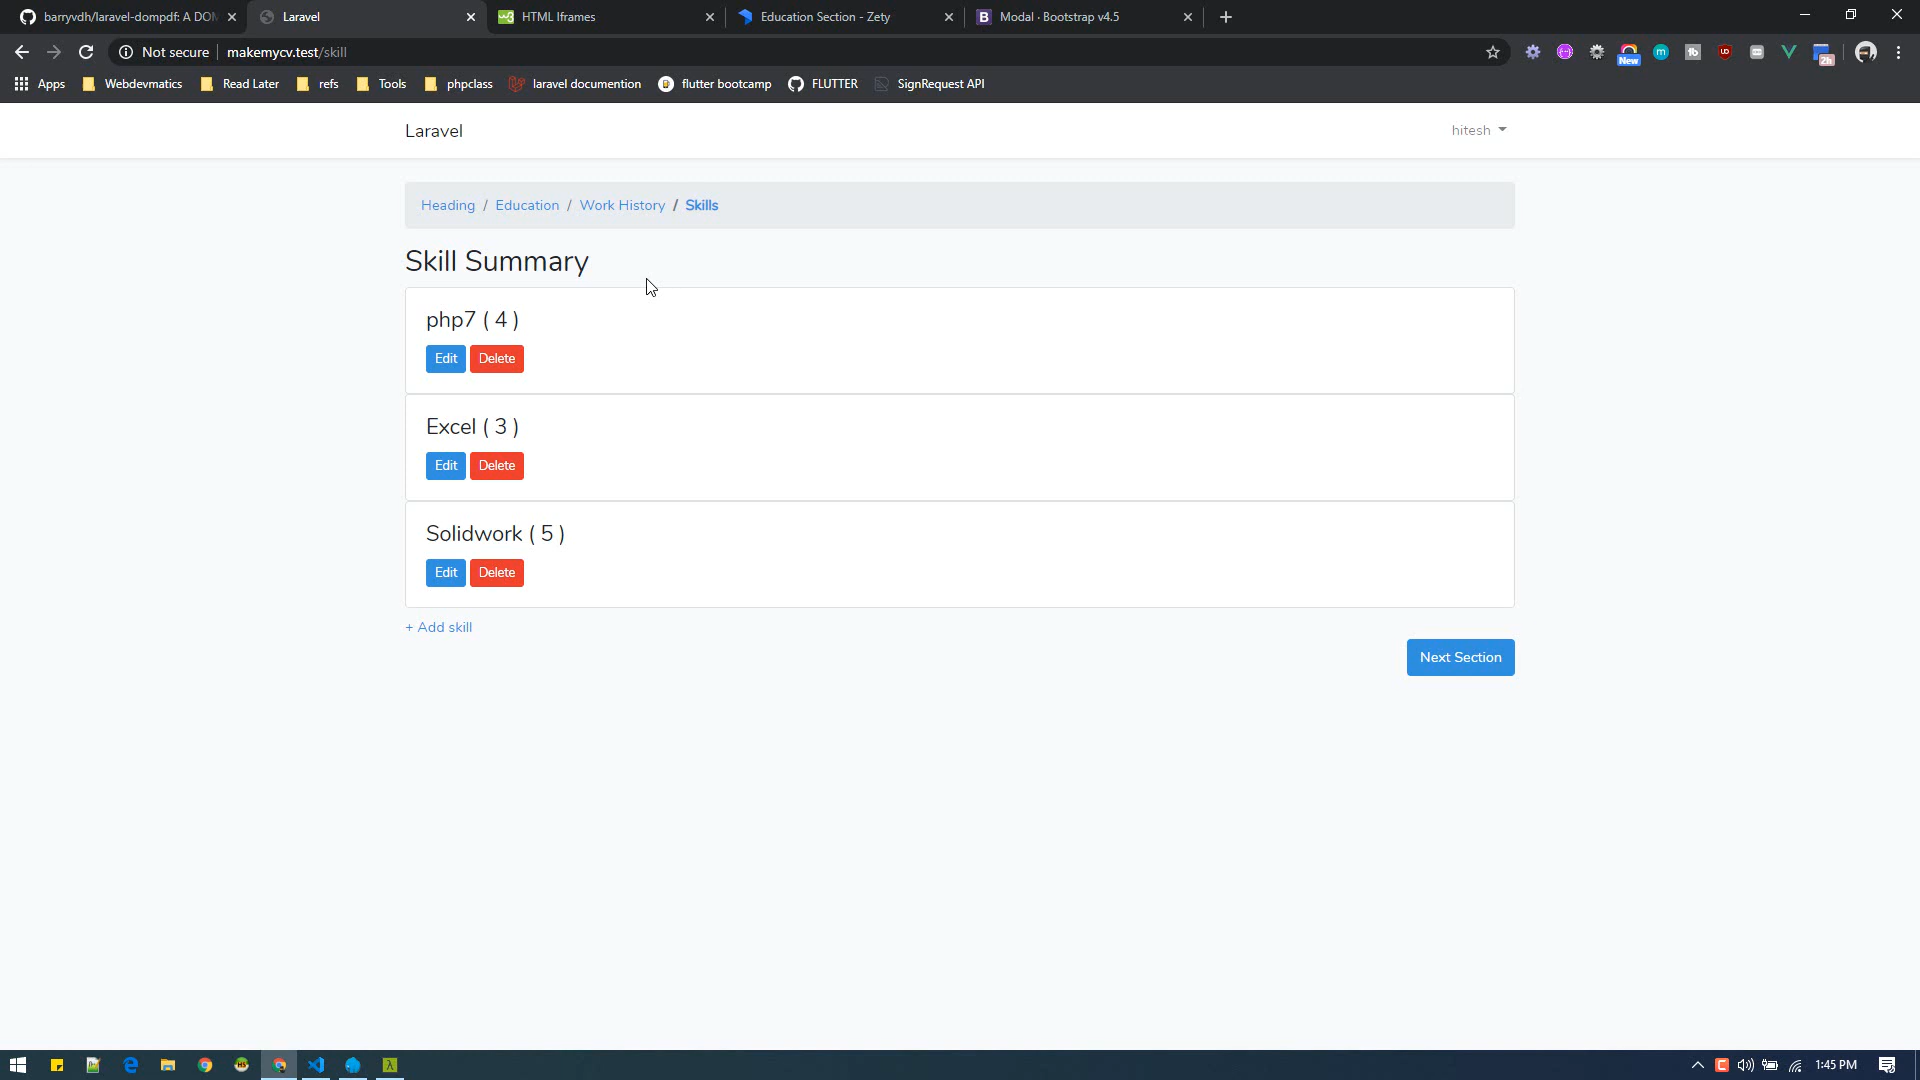 barryvdh/laravel-dompdf: A DOM
Laravel
HTML Iframes
Education Section - Zety
Modal · Bootstrap v4.5
Not secure
makemycv.test/skill
New
2h
Apps
Webdevmatics
Read Later
refs
Tools
phpclass
laravel documention
flutter bootcamp
FLUTTER
SignRequest API
Laravel
hitesh
Heading / Education / Work History / Skills
Skill Summary
php7 ( 4 )
Edit Delete
Excel ( 3 )
Edit Delete
Solidwork ( 5 )
Edit Delete
+ Add skill
Next Section
1:45 PM